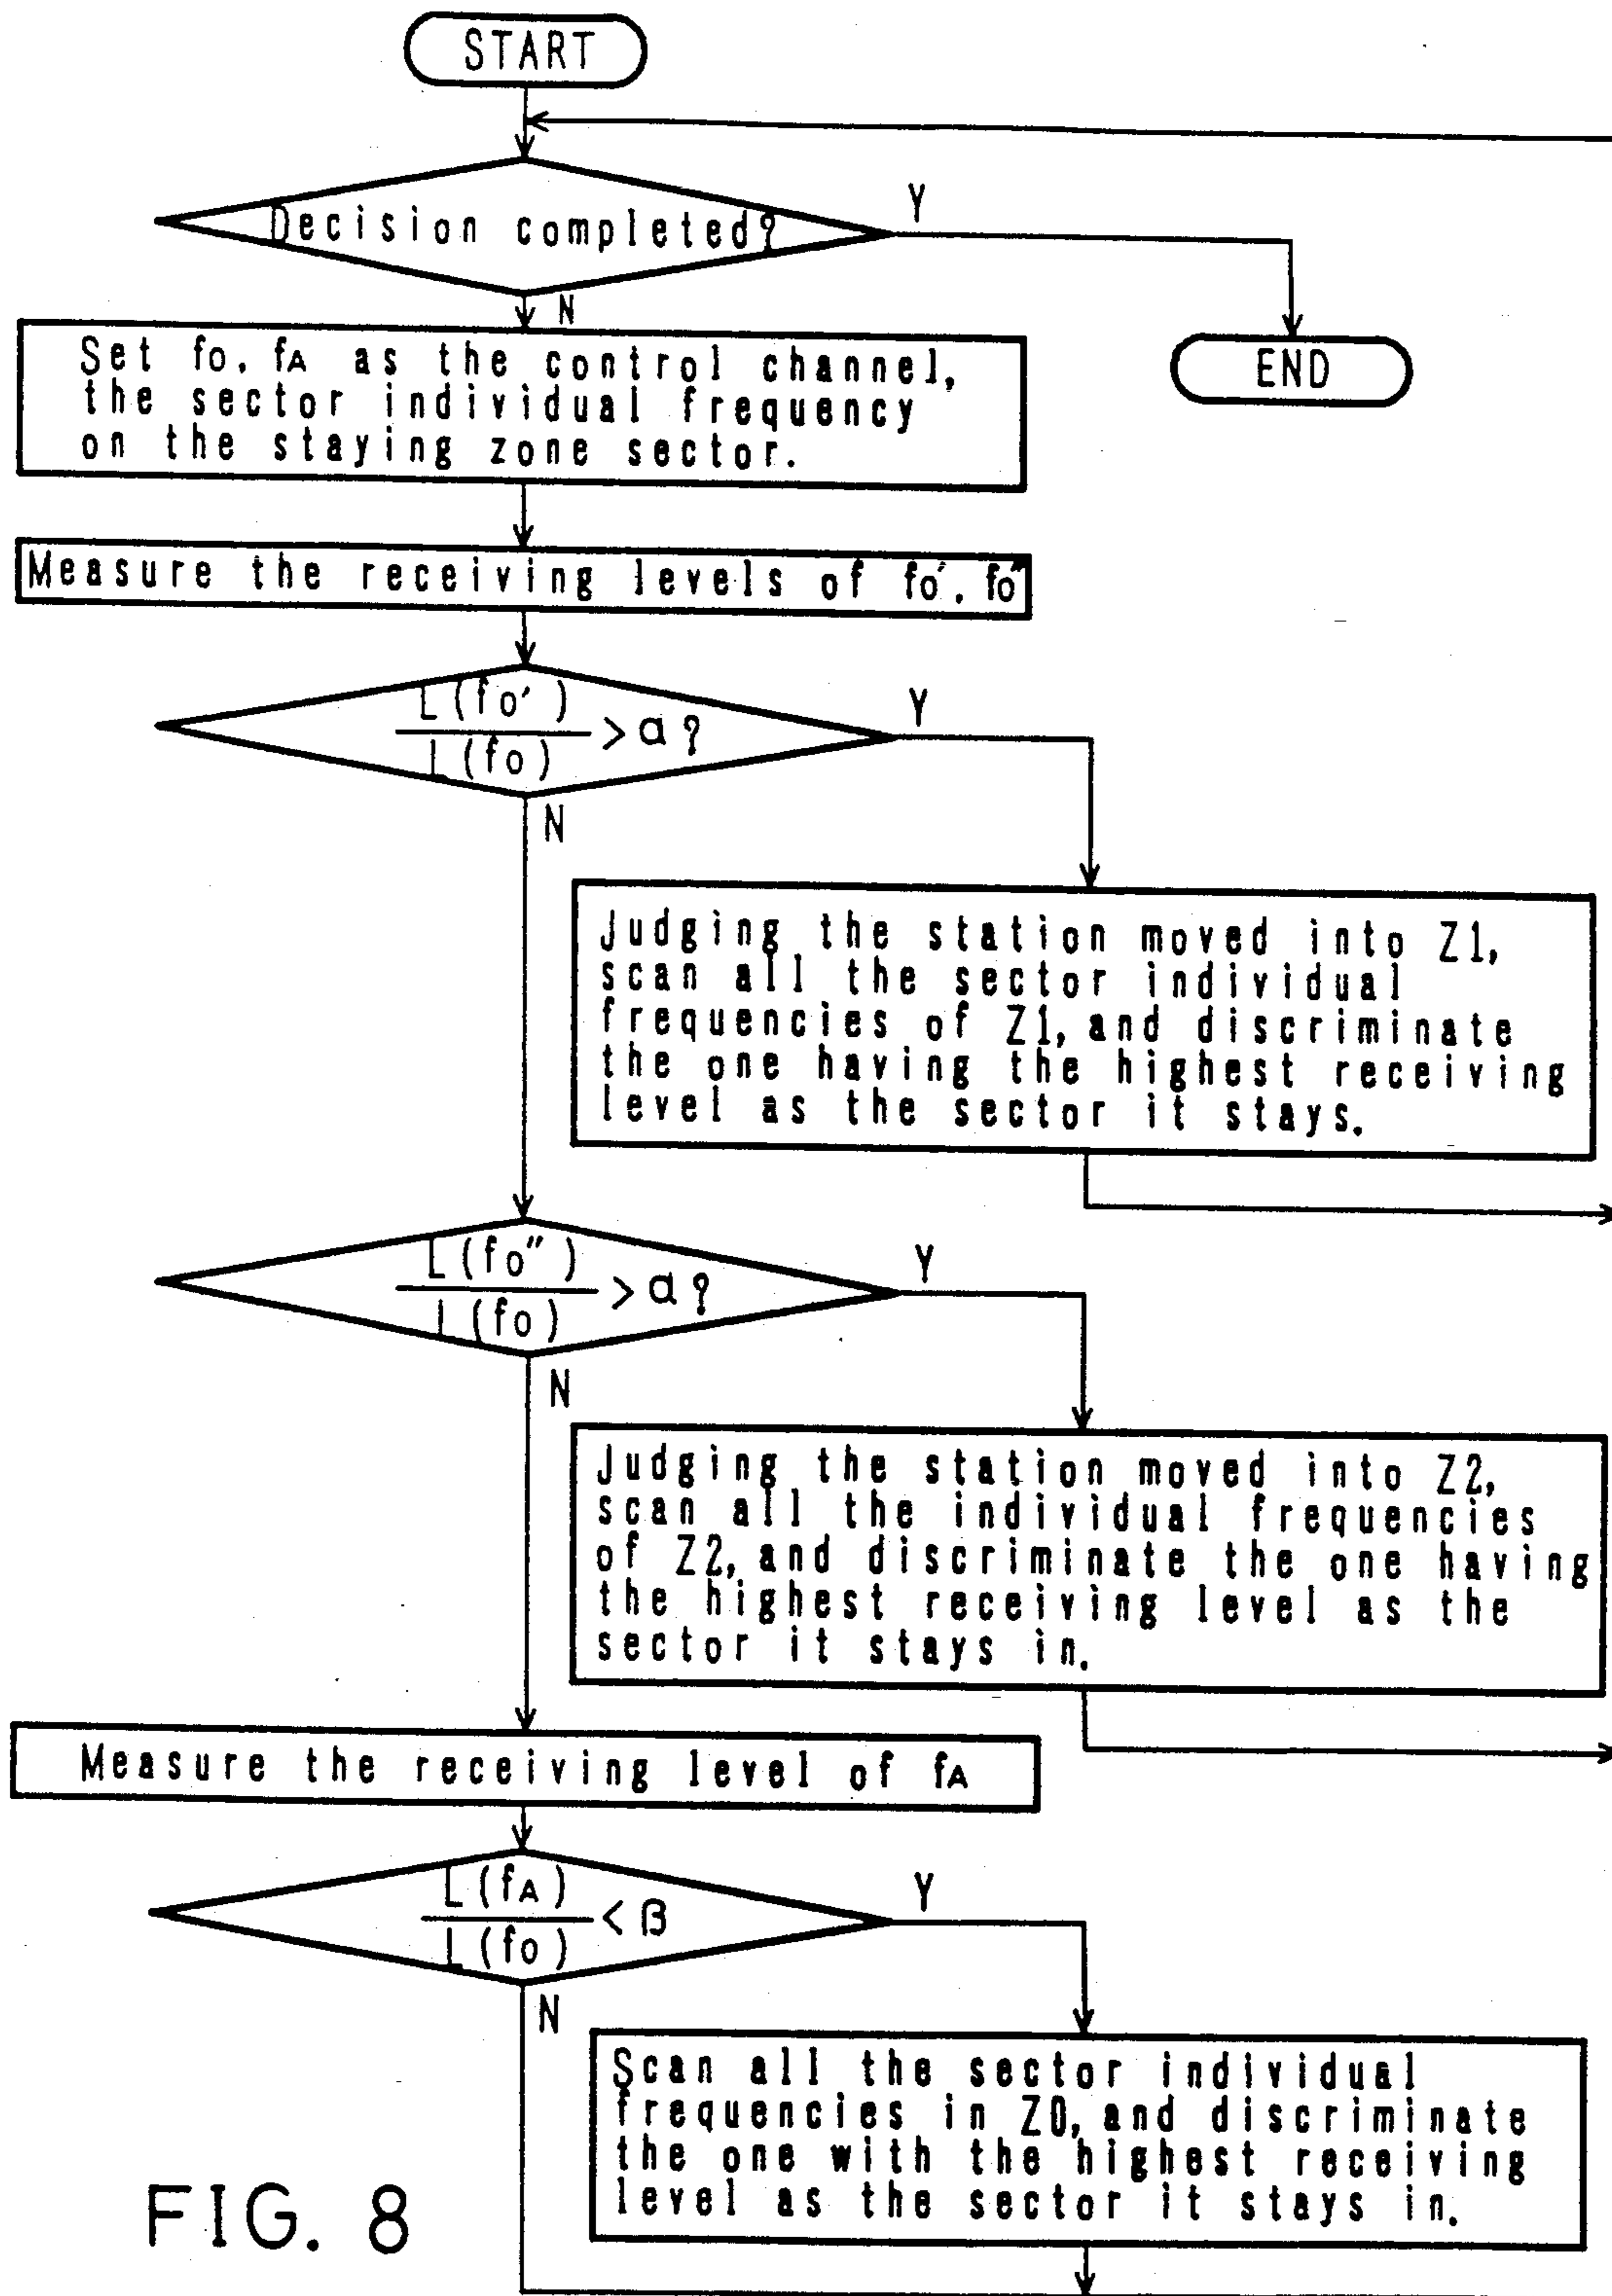 START
Decision completed?
Y
N
END
Set fo, fA as the control channel,
the sector individual frequency
on the staying zone sector.
Measure the receiving levels of fo′, fo″
L(fo′)
L(fo)
> α ?
Y
N
Judging the station moved into Z1,
scan all the sector individual
frequencies of Z1, and discriminate
the one having the highest receiving
level as the sector it stays.
L(fo″)
L(fo)
> α ?
Y
N
Judging the station moved into Z2,
scan all the individual frequencies
of Z2, and discriminate the one having
the highest receiving level as the
sector it stays in.
Measure the receiving level of fA
L(fA)
L(fo)
< β
Y
N
Scan all the sector individual
frequencies in Z0, and discriminate
the one with the highest receiving
level as the sector it stays in.
FIG. 8